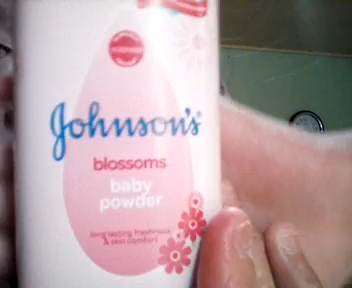 Johnson's
blossoms
baby
powder
long lasting freshness
& skin comfort